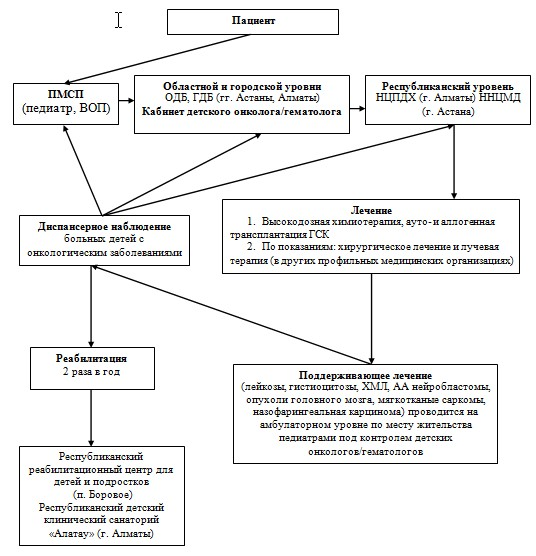 Пациент
ПМСП
(педиатр, ВОП)
Областной и городской уровни
ОДБ, ГДБ (гг. Астаны, Алматы)
Кабинет детского онколога/гематолога
Республиканский уровень
НЦПДХ (г. Алматы) ННЦМД
(г. Астана)
Диспансерное наблюдение
больных детей с
онкологическим заболеваниями
Лечение
1. Высокодозная химиотерапия, ауто- и аллогенная
трансплантация ГСК
2. По показаниям: хирургическое лечение и лучевая
терапия (в других профильных медицинских организациях)
Реабилитация
2 раза в год
Поддерживающее лечение
(лейкозы, гистиоцитозы, ХМЛ, АА нейробластомы,
опухоли головного мозга, мягкотканые саркомы,
назофарингеальная карцинома) проводится на
амбулаторном уровне по месту жительства
педиатрами под контролем детских
онкологов/гематологов
Республиканский
реабилитационный центр для
детей и подростков
(п. Боровое)
Республиканский детский
клинический санаторий
«Алатау» (г. Алматы)